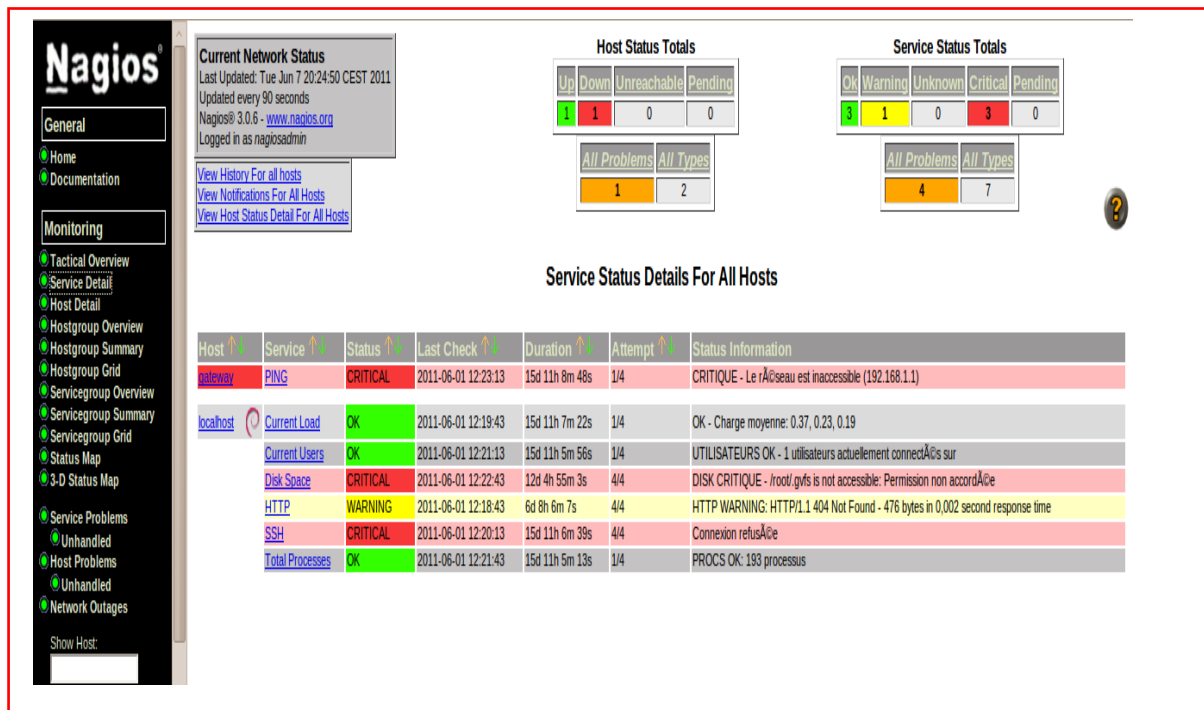 Nagios®
General
Home
Documentation
Monitoring
Tactical Overview
Service Detail
Host Detail
Hostgroup Overview
Hostgroup Summary
Hostgroup Grid
Servicegroup Overview
Servicegroup Summary
Servicegroup Grid
Status Map
3-D Status Map
Service Problems
Unhandled
Host Problems
Unhandled
Network Outages
Show Host:
Current Network Status
Last Updated: Tue Jun 7 20:24:50 CEST 2011
Updated every 90 seconds
Nagios® 3.0.6 - www.nagios.org
Logged in as nagiosadmin
View History For all hosts
View Notifications For All Hosts
View Host Status Detail For All Hosts
Host Status Totals
Up Down Unreachable Pending
1 1 0 0
All Problems All Types
1 2
Service Status Totals
Ok Warning Unknown Critical Pending
3 1 0 3 0
All Problems All Types
4 7
?
Service Status Details For All Hosts
Host Service Status Last Check Duration Attempt Status Information
gateway PING CRITICAL 2011-06-01 12:23:13 15d 11h 8m 48s 1/4 CRITIQUE - Le rÃ©seau est inaccessible (192.168.1.1)
localhost Current Load OK 2011-06-01 12:19:43 15d 11h 7m 22s 1/4 OK - Charge moyenne: 0.37, 0.23, 0.19
Current Users OK 2011-06-01 12:21:13 15d 11h 5m 56s 1/4 UTILISATEURS OK - 1 utilisateurs actuellement connectÃ©s sur
Disk Space CRITICAL 2011-06-01 12:22:43 12d 4h 55m 3s 4/4 DISK CRITIQUE - /root/.gvfs is not accessible: Permission non accordÃ©e
HTTP WARNING 2011-06-01 12:18:43 6d 8h 6m 7s 4/4 HTTP WARNING: HTTP/1.1 404 Not Found - 476 bytes in 0,002 second response time
SSH CRITICAL 2011-06-01 12:20:13 15d 11h 6m 39s 4/4 Connexion refusÃ©e
Total Processes OK 2011-06-01 12:21:43 15d 11h 5m 13s 1/4 PROCS OK: 193 processus